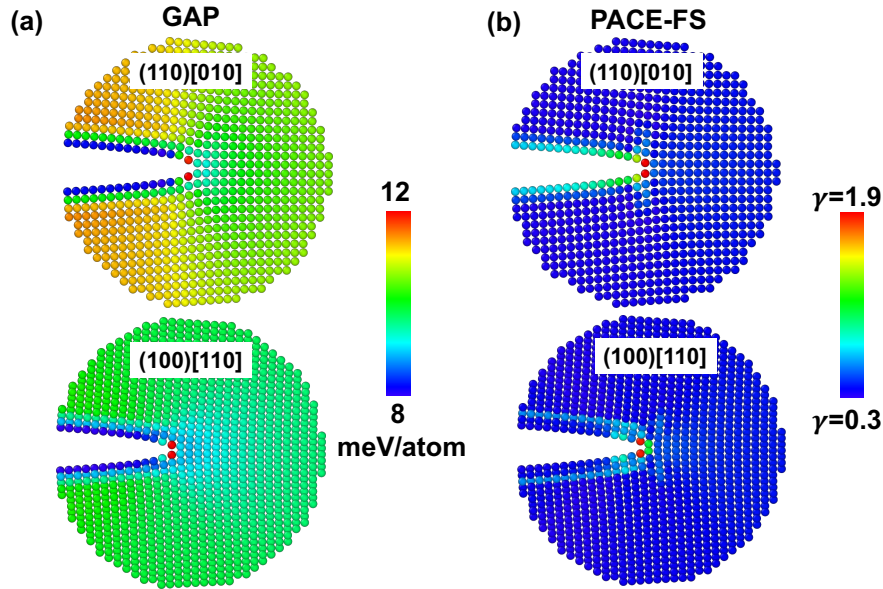 (a)
GAP
(b)
PACE-FS
(110)[010]
(110)[010]
12
8
meV/atom
γ=1.9
γ=0.3
(100)[110]
(100)[110]